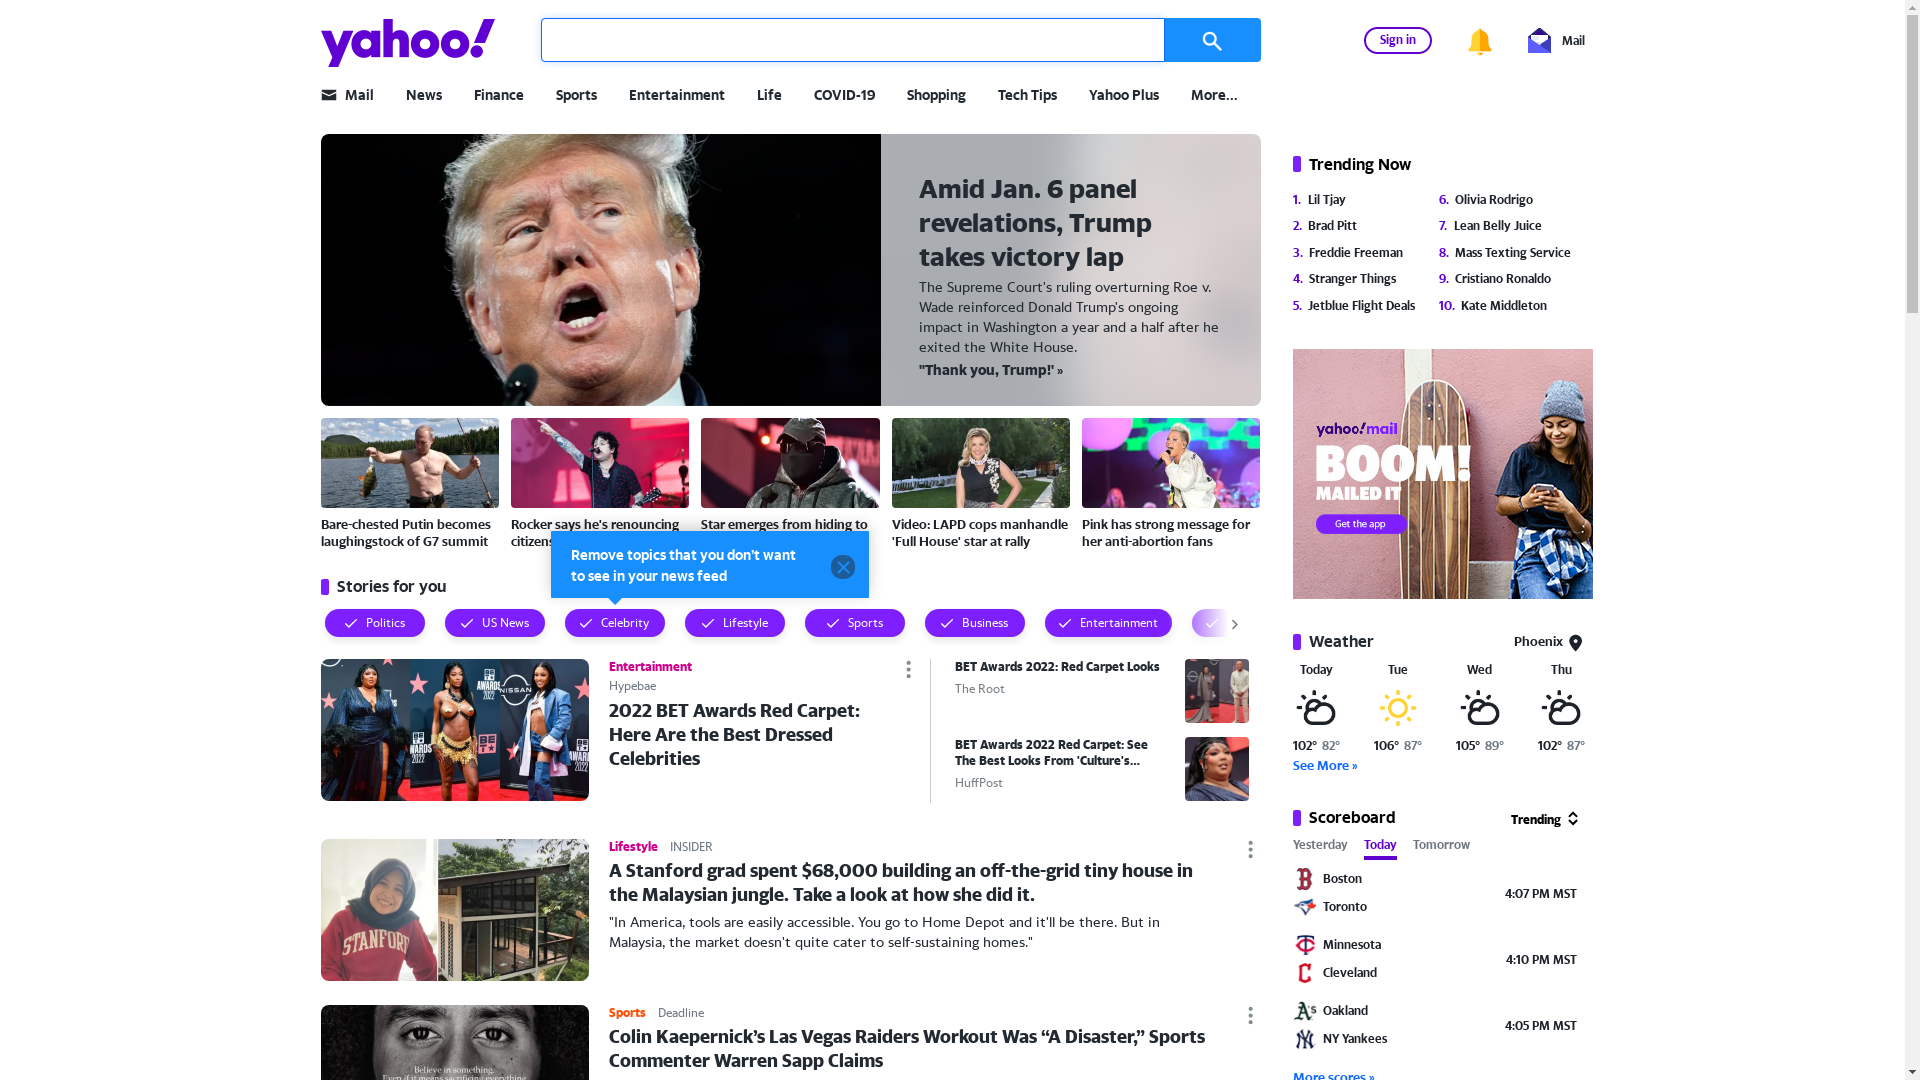 yahoo!
Sign in
Mail
Mail
News
Finance
Sports
Entertainment
Life
COVID-19
Shopping
Tech Tips
Yahoo Plus
More...
Amid Jan. 6 panel
revelations, Trump
takes victory lap
The Supreme Court's ruling overturning Roe v.
Wade reinforced Donald Trump's ongoing
impact in Washington a year and a half after he
exited the White House.
"Thank you, Trump!' »
Bare-chested Putin becomes
laughingstock of G7 summit
Rocker says he's renouncing
citizens
Star emerges from hiding to
Video: LAPD cops manhandle
'Full House' star at rally
Pink has strong message for
her anti-abortion fans
Remove topics that you don't want
to see in your news feed
Stories for you
Politics
US News
Celebrity
Lifestyle
Sports
Business
Entertainment
Entertainment
Hypebae
2022 BET Awards Red Carpet:
Here Are the Best Dressed
Celebrities
BET Awards 2022: Red Carpet Looks
The Root
BET Awards 2022 Red Carpet: See
The Best Looks From 'Culture's...
HuffPost
Lifestyle INSIDER
A Stanford grad spent $68,000 building an off-the-grid tiny house in
the Malaysian jungle. Take a look at how she did it.
"In America, tools are easily accessible. You go to Home Depot and it'll be there. But in
Malaysia, the market doesn't quite cater to self-sustaining homes."
STANFORD
Sports Deadline
Colin Kaepernick’s Las Vegas Raiders Workout Was “A Disaster,” Sports
Commenter Warren Sapp Claims
Believe in something.
Even if it means sacrificing everything.
Trending Now
1. Lil Tjay
2. Brad Pitt
3. Freddie Freeman
4. Stranger Things
5. Jetblue Flight Deals
6. Olivia Rodrigo
7. Lean Belly Juice
8. Mass Texting Service
9. Cristiano Ronaldo
10. Kate Middleton
yahoo!mail
BOOM!
MAILED IT
Get the app
Weather
Phoenix
Today
Tue
Wed
Thu
102° 82°
106° 87°
105° 89°
102° 87°
See More »
Scoreboard
Trending
Yesterday
Today
Tomorrow
Boston
Toronto
4:07 PM MST
Minnesota
Cleveland
4:10 PM MST
Oakland
NY Yankees
4:05 PM MST
More scores »